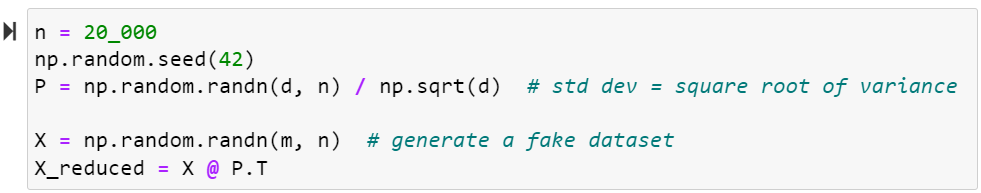 n = 20_000
np.random.seed(42)
P = np.random.randn(d, n) / np.sqrt(d)  # std dev = square root of variance
X = np.random.randn(m, n)  # generate a fake dataset
X_reduced = X @ P.T